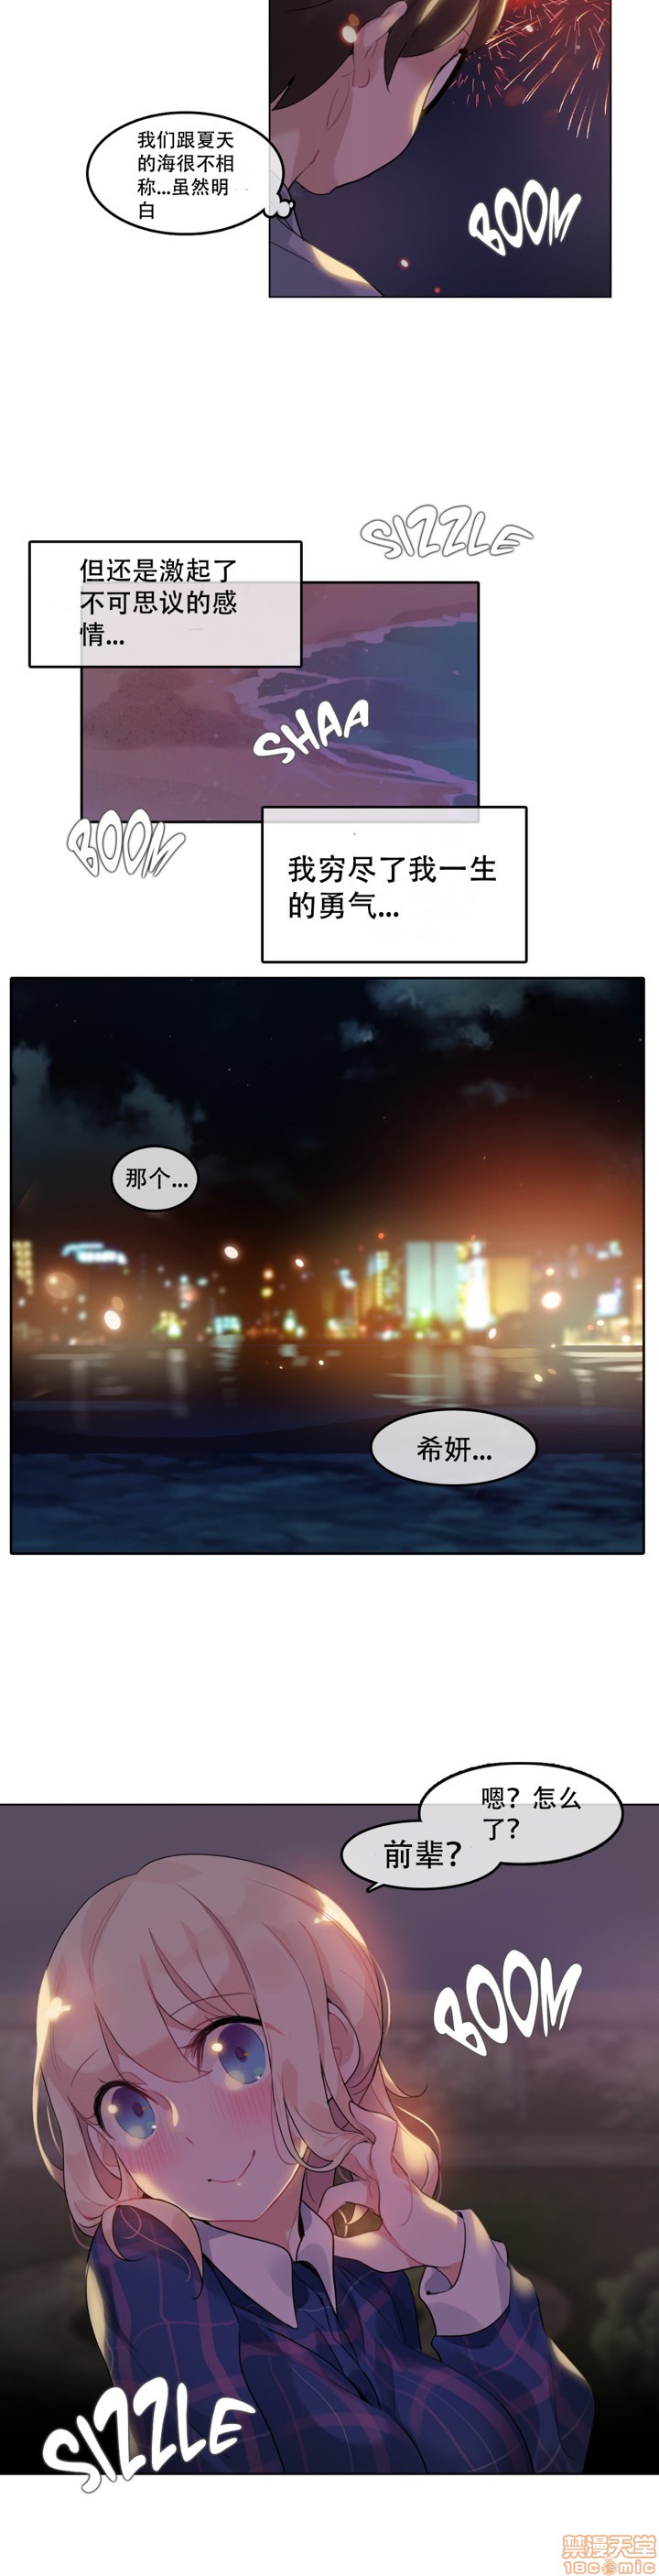 我们跟夏天
的海很不相
称...虽然明
白
BOOM
SIZZLE
但还是激起了
不可思议的感
情...
SHAA
BOOM
我穷尽了我一生
的勇气...
那个...
希妍...
嗯？怎么
了？
前辈？
BOOM
SIZZLE
禁漫天堂
18comic